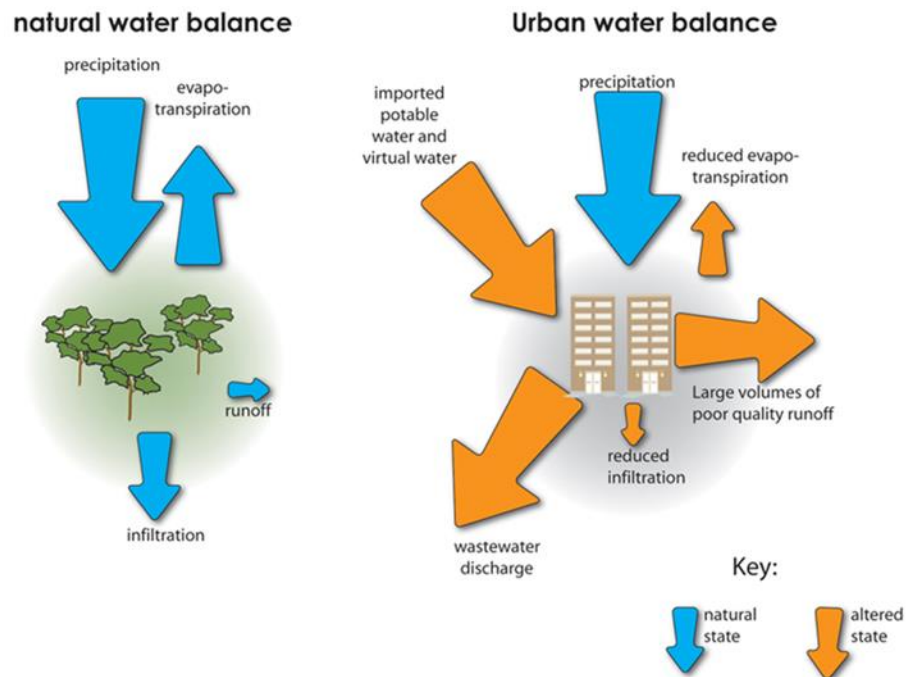 natural water balance
precipitation
evapo-
transpiration
runoff
infiltration
Urban water balance
imported
potable
water and
virtual water
precipitation
reduced evapo-
transpiration
Large volumes of
poor quality runoff
reduced
infiltration
wastewater
discharge
Key:
natural
state
altered
state